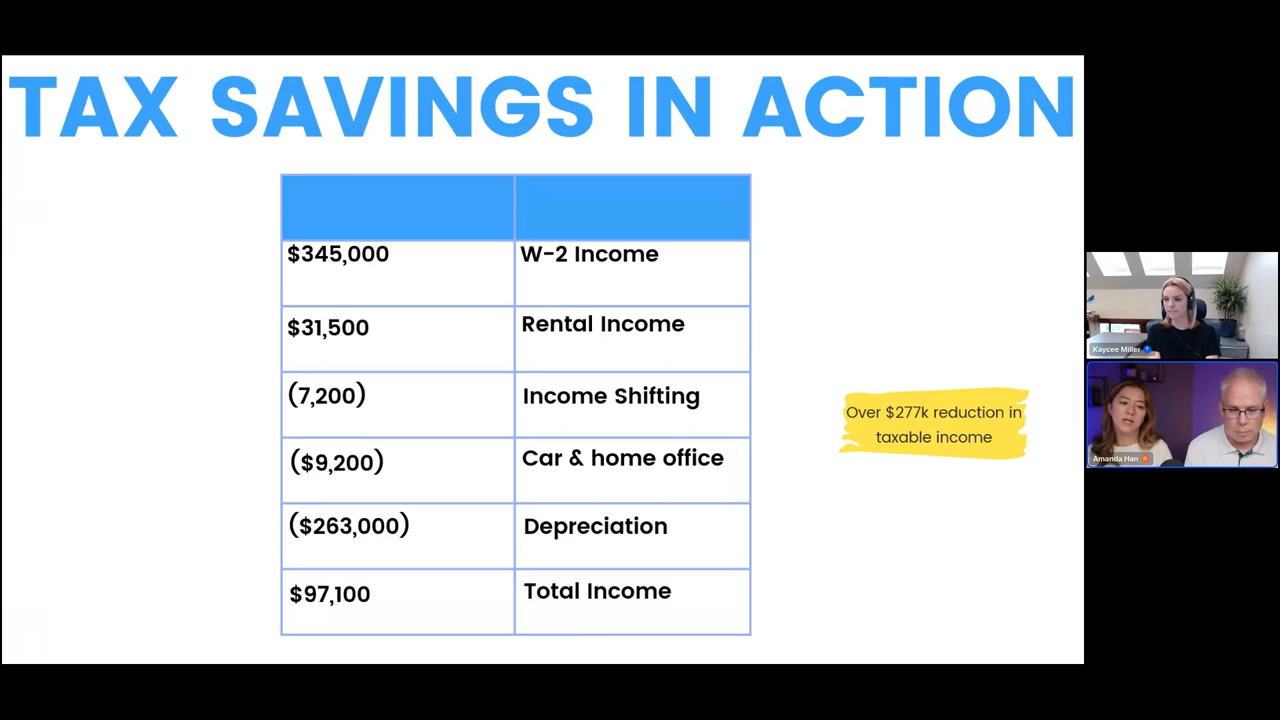 TAX SAVINGS IN ACTION
$345,000 W-2 Income
$31,500 Rental Income
(7,200) Income Shifting
($9,200) Car & home office
($263,000) Depreciation
$97,100 Total Income
Over $277k reduction in
taxable income
Kaycee Miller
Amanda Han